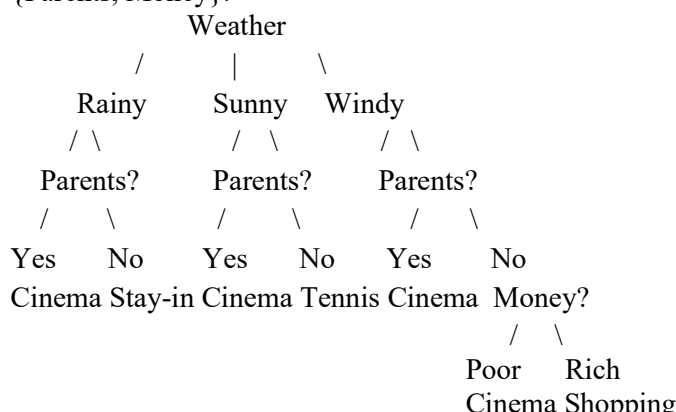 {Parents, Money}?
Weather
/ | \
Rainy Sunny Windy
/ \ / \ / \
Parents? Parents? Parents?
/ \ / \ / \
Yes No Yes No Yes No
Cinema Stay-in Cinema Tennis Cinema Money?
/ \
Poor Rich
Cinema Shopping